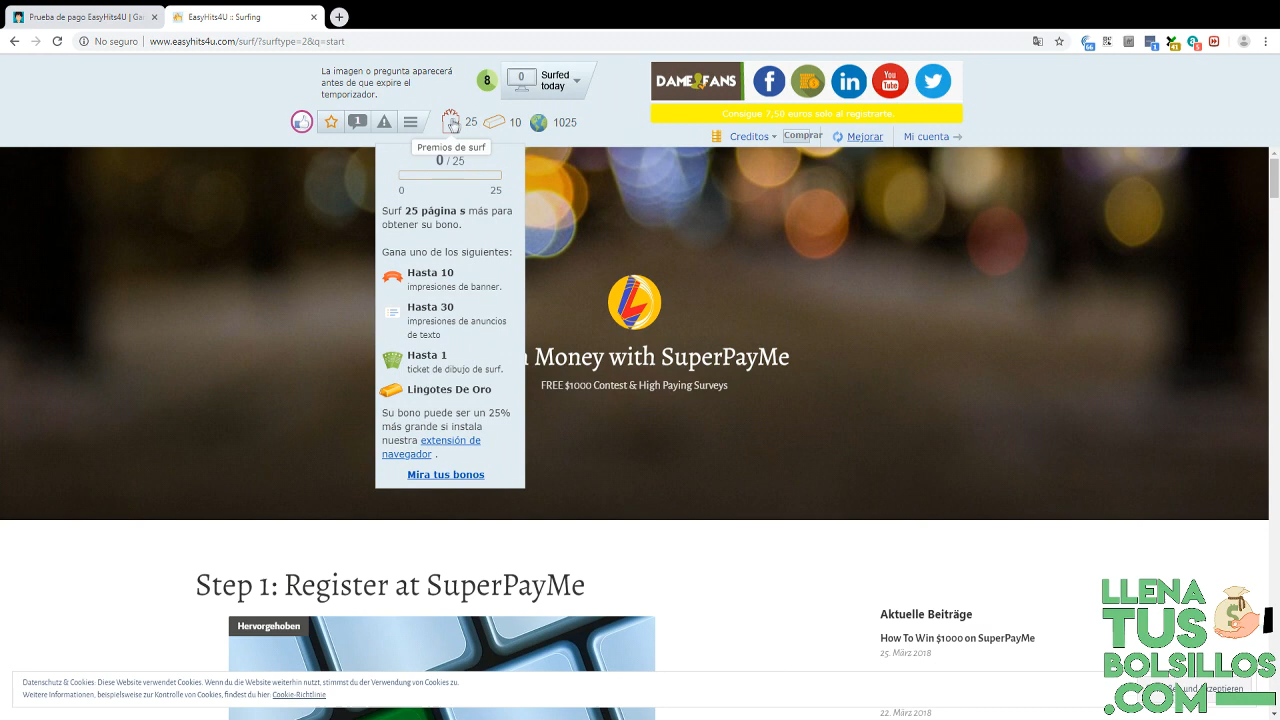 Prueba de pago EasyHits4U | Ga
EasyHits4U :: Surfing
No seguro
www.easyhits4u.com/surf/?surftype=2&q=start
La imagen o pregunta aparecerá
antes de que expire el
temporizador.
8
0
Surfed
today
DAMEFANS
You
Tube
Consigue 7,50 euros solo al registrarte.
1
25
10
1025
Creditos
Comprar
Mejorar
Mi cuenta
Premios de surf
0 / 25
0
25
Surf 25 página s más para
obtener su bono.
Gana uno de los siguientes:
Hasta 10
impresiones de banner.
Hasta 30
impresiones de anuncios
de texto
Hasta 1
ticket de dibujo de surf.
Lingotes De Oro
Su bono puede ser un 25%
más grande si instala
nuestra extensión de
navegador .
Mira tus bonos
Money with SuperPayMe
FREE $1000 Contest & High Paying Surveys
Step 1: Register at SuperPayMe
Hervorgehoben
Aktuelle Beiträge
How To Win $1000 on SuperPayMe
25. März 2018
22. März 2018
Datenschutz & Cookies: Diese Website verwendet Cookies. Wenn du die Website weiterhin nutzt, stimmst du der Verwendung von Cookies zu.
Weitere Informationen, beispielsweise zur Kontrolle von Cookies, findest du hier: Cookie-Richtlinie
LLENA
TUS
BOLSILLOS
.COM